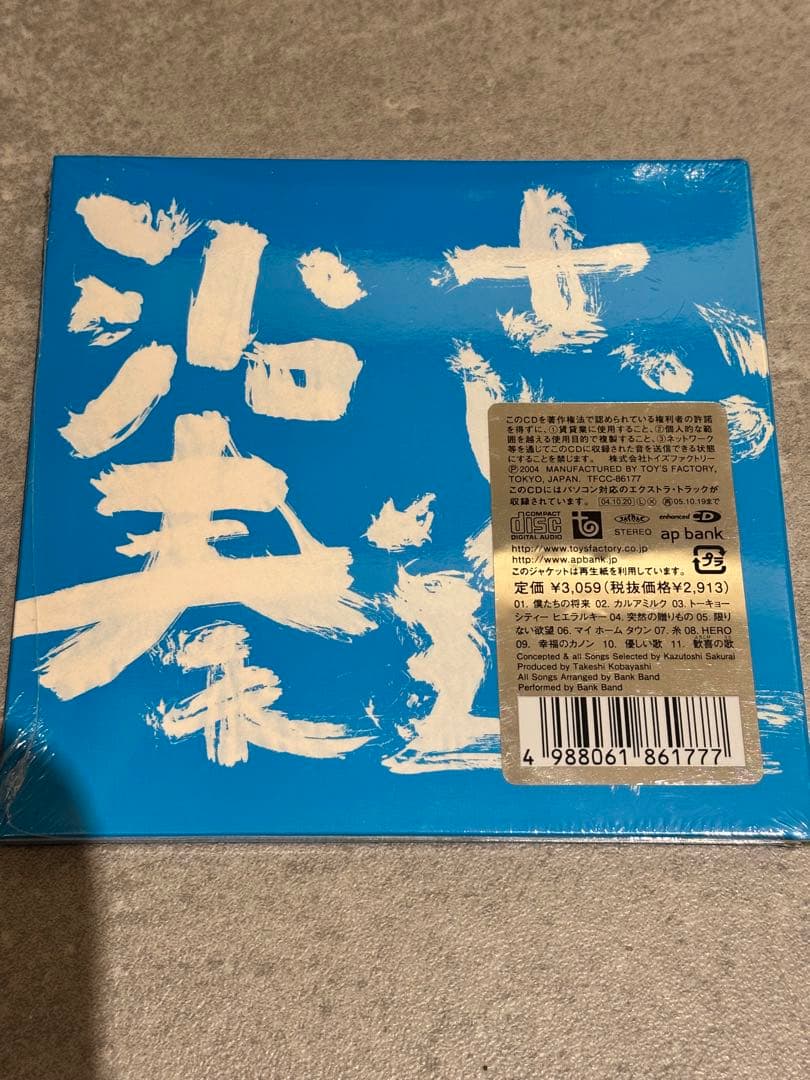 このCDを著作権法で認められている権利者の許諾
を得ずに、①賃貸業に使用すること、②個人的な範
囲を越える使用目的で複製すること、③ネットワーク
等を通じてこのCDに収録された音を送信できる状態
にすることを禁じます。 株式会社トイズファクトリー
Ⓟ2004 MANUFACTURED BY TOY'S FACTORY,
TOKYO, JAPAN. TFCC-86177
このCDにはパソコン対応のエクストラ・トラックが
収録されています。 04.10.20 Ⓛ× 再05.10.19まで
COMPACT disc DIGITAL AUDIO STEREO enhanced CD ap bank
http://www.toysfactory.co.jp
http://www.apbank.jp プラ
このジャケットは再生紙を利用しています。
定価 ¥3,059(税抜価格¥2,913)
01. 僕たちの将来 02. カルアミルク 03. トーキョー
シティー ヒエラルキー 04. 突然の贈りもの 05. 限り
ない欲望 06. マイ ホーム タウン 07. 糸 08. HERO
09. 幸福のカノン 10. 優しい歌 11. 歓喜の歌
Concepted & all Songs Selected by Kazutoshi Sakurai
Produced by Takeshi Kobayashi
All Songs Arranged by Bank Band
Performed by Bank Band
4 988061 861777